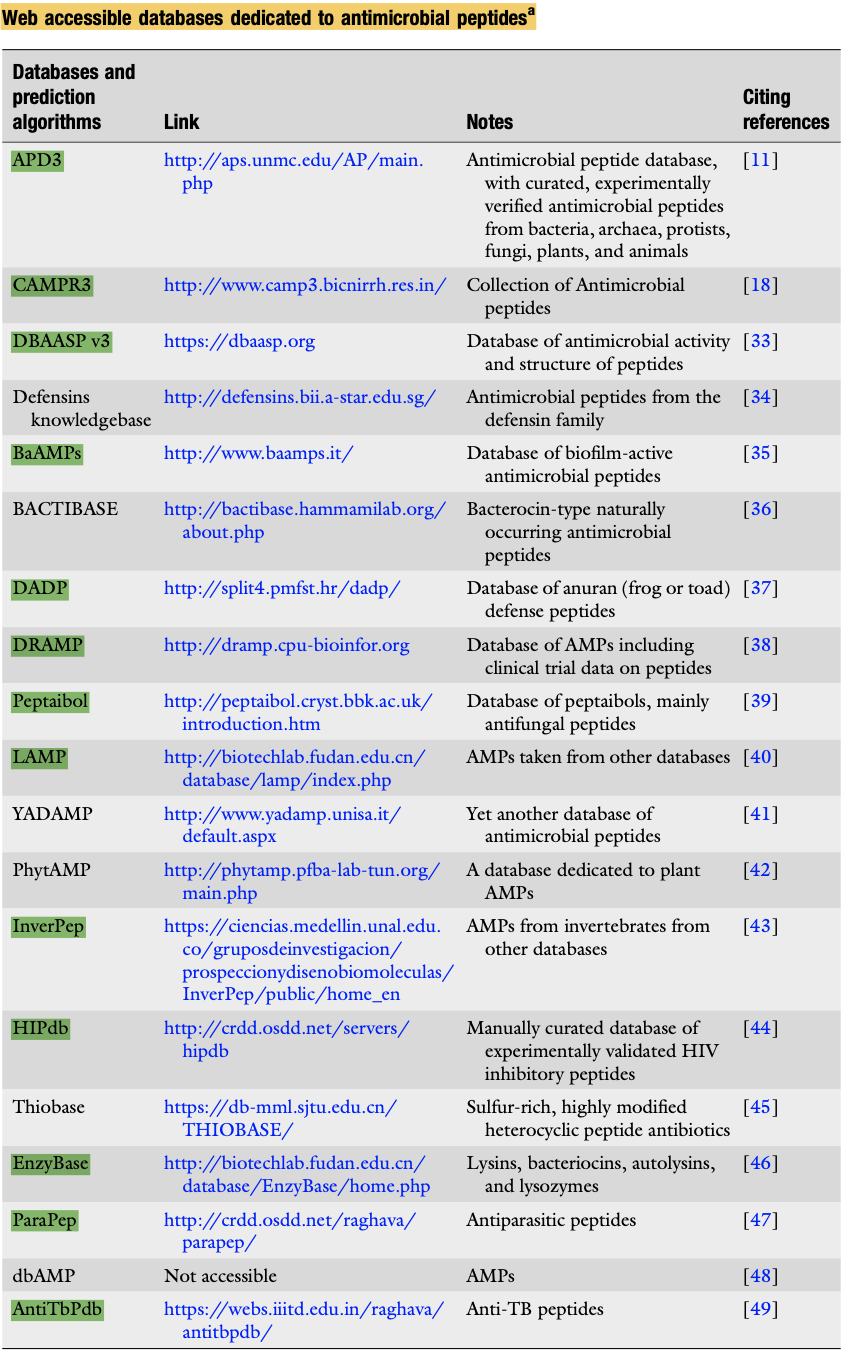 Web accessible databases dedicated to antimicrobial peptidesa
Databases and
prediction
algorithms Link Notes Citing
references
APD3 http://aps.unmc.edu/AP/main. Antimicrobial peptide database, [11]
php with curated, experimentally
verified antimicrobial peptides
from bacteria, archaea, protists,
fungi, plants, and animals
CAMPR3 http://www.camp3.bicnirrh.res.in/ Collection of Antimicrobial [18]
peptides
DBAASP v3 https://dbaasp.org Database of antimicrobial activity [33]
and structure of peptides
Defensins http://defensins.bii.a-star.edu.sg/ Antimicrobial peptides from the [34]
knowledgebase defensin family
BaAMPs http://www.baamps.it/ Database of biofilm-active [35]
antimicrobial peptides
BACTIBASE http://bactibase.hammamilab.org/ Bacterocin-type naturally [36]
about.php occurring antimicrobial
peptides
DADP http://split4.pmfst.hr/dadp/ Database of anuran (frog or toad) [37]
defense peptides
DRAMP http://dramp.cpu-bioinfor.org Database of AMPs including [38]
clinical trial data on peptides
Peptaibol http://peptaibol.cryst.bbk.ac.uk/ Database of peptaibols, mainly [39]
introduction.htm antifungal peptides
LAMP http://biotechlab.fudan.edu.cn/ AMPs taken from other databases [40]
database/lamp/index.php
YADAMP http://www.yadamp.unisa.it/ Yet another database of [41]
default.aspx antimicrobial peptides
PhytAMP http://phytamp.pfba-lab-tun.org/ A database dedicated to plant [42]
main.php AMPs
InverPep https://ciencias.medellin.unal.edu. AMPs from invertebrates from [43]
co/gruposdeinvestigacion/ other databases
prospeccionydisenobiomoleculas/
InverPep/public/home_en
HIPdb http://crdd.osdd.net/servers/ Manually curated database of [44]
hipdb experimentally validated HIV
inhibitory peptides
Thiobase https://db-mml.sjtu.edu.cn/ Sulfur-rich, highly modified [45]
THIOBASE/ heterocyclic peptide antibiotics
EnzyBase http://biotechlab.fudan.edu.cn/ Lysins, bacteriocins, autolysins, [46]
database/EnzyBase/home.php and lysozymes
ParaPep http://crdd.osdd.net/raghava/ Antiparasitic peptides [47]
parapep/
dbAMP Not accessible AMPs [48]
AntiTbPdb https://webs.iiitd.edu.in/raghava/ Anti-TB peptides [49]
antitbpdb/